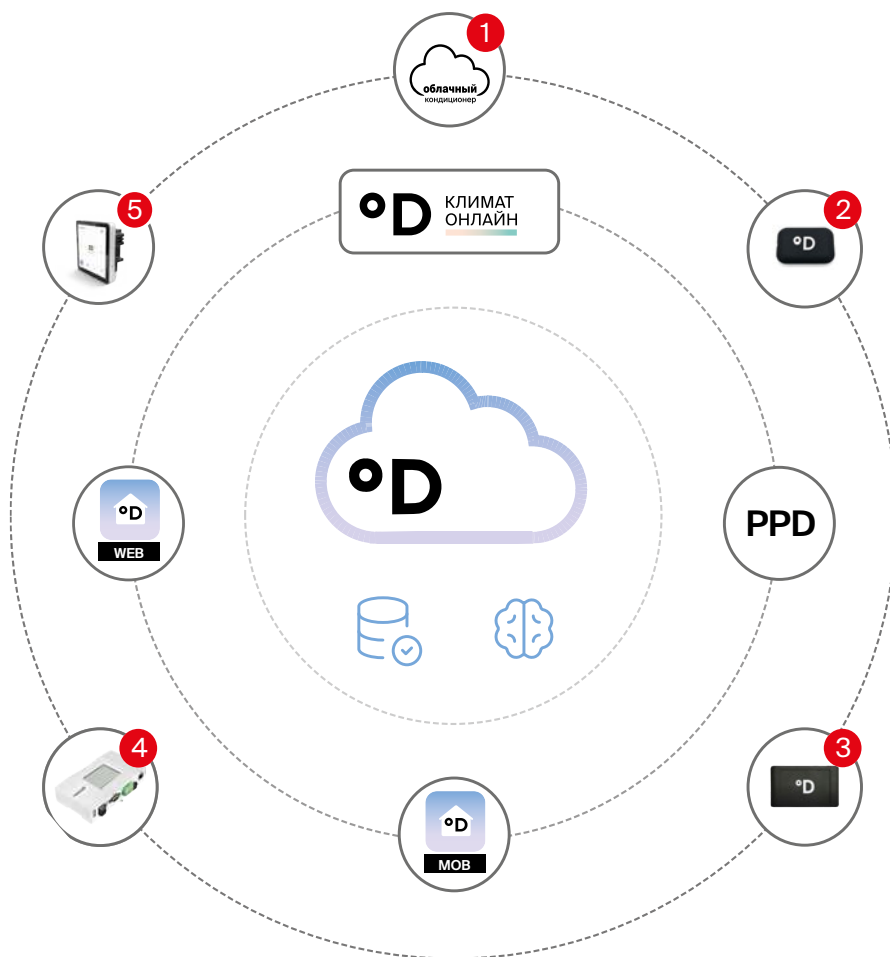 1
облачный
кондиционер
°D
КЛИМАТ
ОНЛАЙН
5
2
°D
°D
°D
WEB
PPD
4
3
°D
°D
MOB